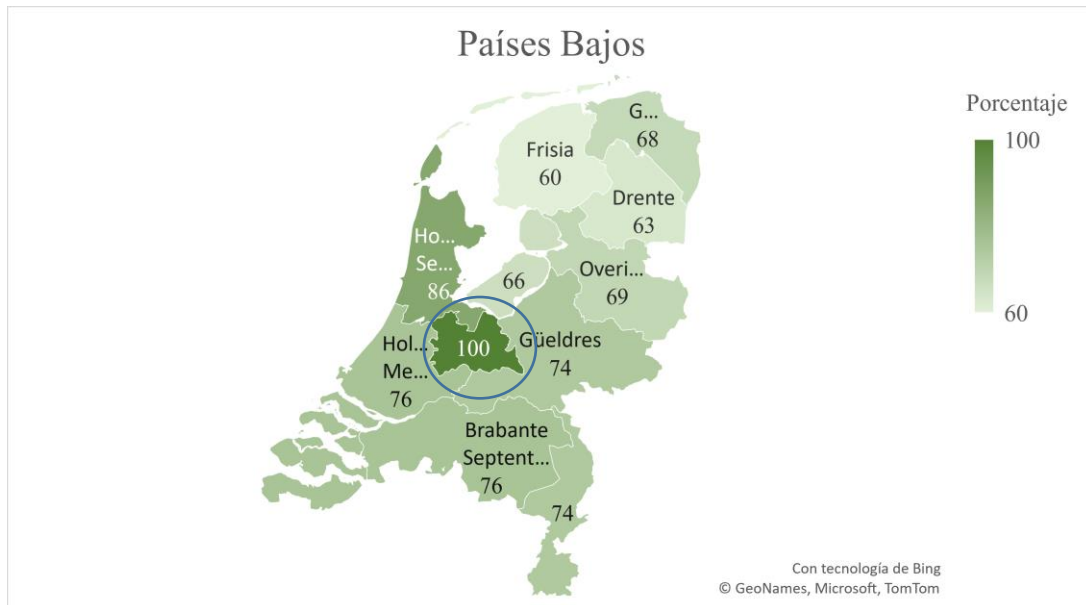 Países Bajos
Porcentaje
100
60
G...
68
Frisia
60
Drente
63
Ho...
Se...
86
66
Overi...
69
100
Hol...
Me...
76
Güeldres
74
Brabante
Septent...
76
74
Con tecnología de Bing
© GeoNames, Microsoft, TomTom